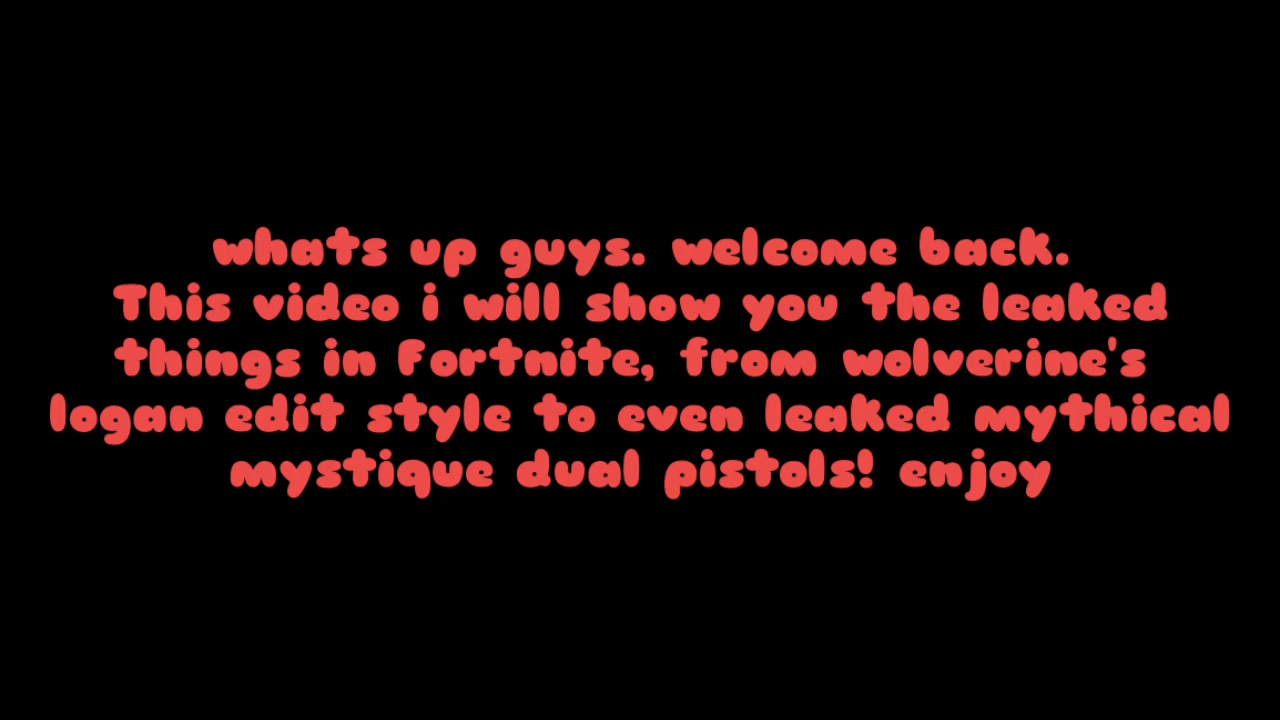 whats up guys. welcome back.
This video i will show you the leaked
things in Fortnite, from wolverine's
logan edit style to even leaked mythical
mystique dual pistols! enjoy